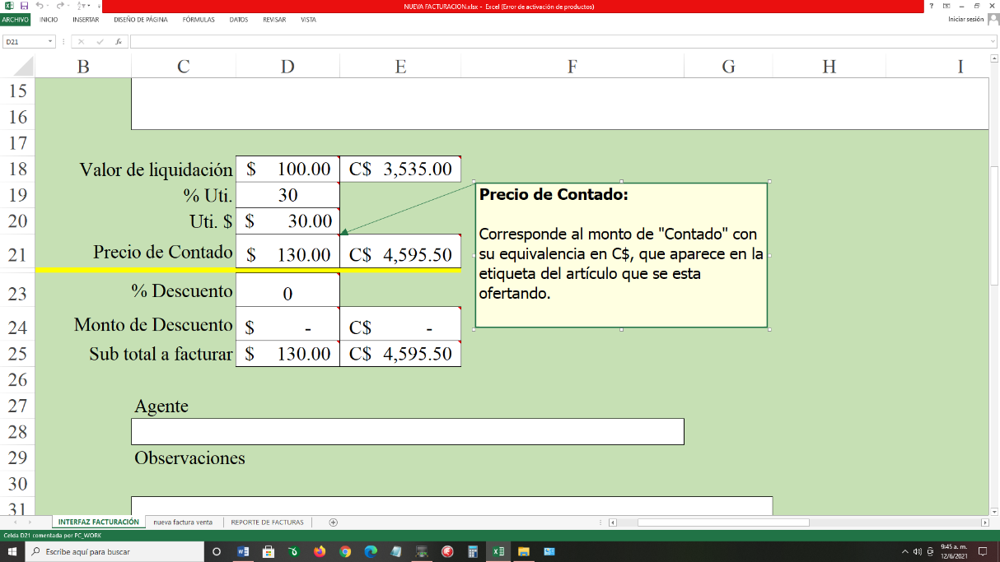 NUEVA FACTURACION.xlsx - Excel (Error de activación de productos)
ARCHIVO INICIO INSERTAR DISEÑO DE PÁGINA FÓRMULAS DATOS REVISAR VISTA Iniciar sesión
D21
B C D E F G H I
15
16
17
18 Valor de liquidación $ 100.00 C$ 3,535.00
19 % Uti. 30
20 Uti. $ $ 30.00
21 Precio de Contado $ 130.00 C$ 4,595.50
23 % Descuento 0
24 Monto de Descuento $ - C$ -
25 Sub total a facturar $ 130.00 C$ 4,595.50
Precio de Contado:
Corresponde al monto de "Contado" con
su equivalencia en C$, que aparece en la
etiqueta del artículo que se esta
ofertando.
26
27 Agente
28
29 Observaciones
30
31
INTERFAZ FACTURACIÓN nueva factura venta REPORTE DE FACTURAS
Celda D21 comentada por PC_WORK
Escribe aquí para buscar
9:45 a. m.
12/6/2021